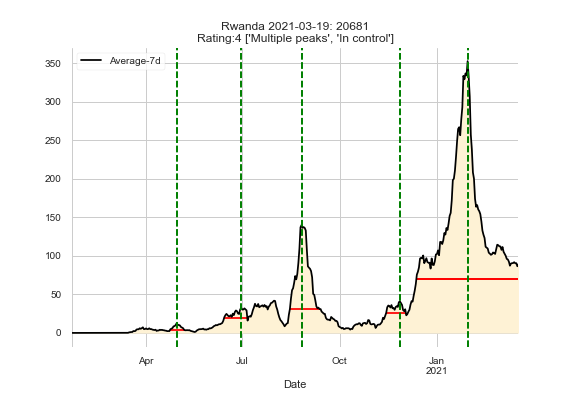 Rwanda 2021-03-19: 20681
Rating:4 ['Multiple peaks', 'In control']
Average-7d
350
300
250
200
150
100
50
0
Apr
Jul
Oct
Jan
2021
Date